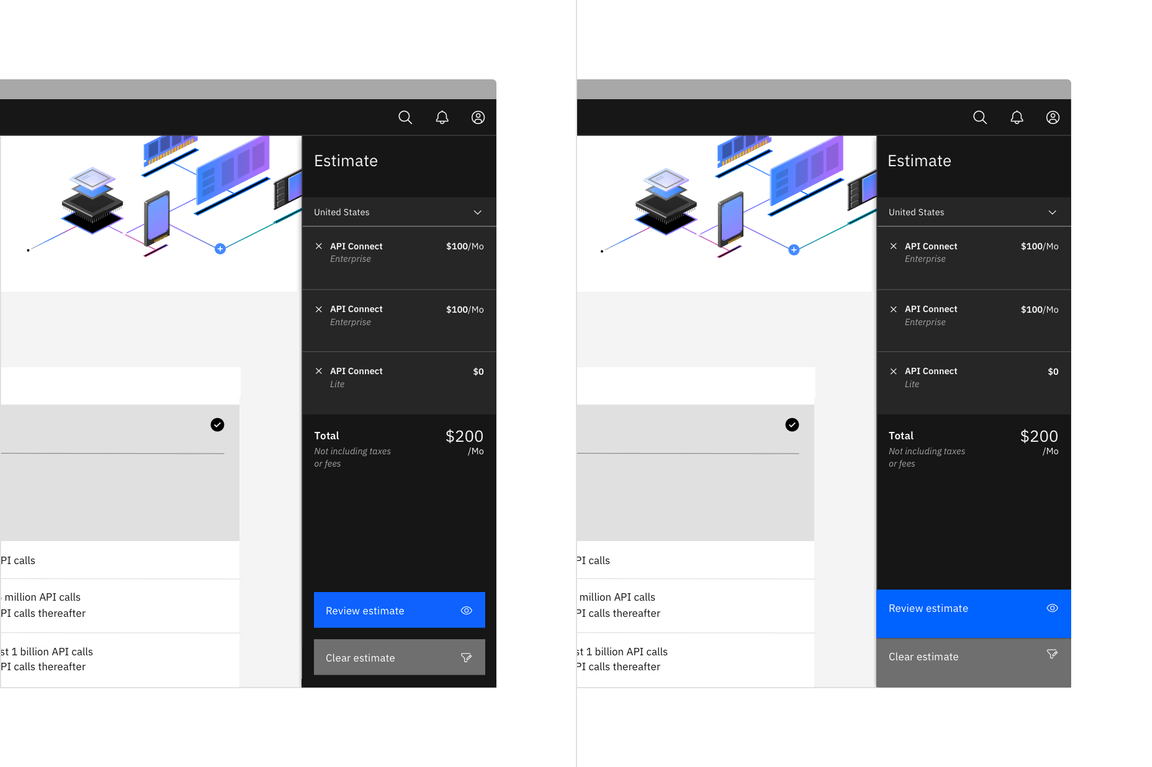 Estimate
United States
API Connect $100/Mo
Enterprise
API Connect $100/Mo
Enterprise
API Connect $0
Lite
Total $200
/Mo
Not including taxes
or fees
PI calls
million API calls
PI calls thereafter
st 1 billion API calls
PI calls thereafter
Review estimate
Clear estimate
Estimate
United States
API Connect $100/Mo
Enterprise
API Connect $100/Mo
Enterprise
API Connect $0
Lite
Total $200
/Mo
Not including taxes
or fees
PI calls
million API calls
PI calls thereafter
st 1 billion API calls
PI calls thereafter
Review estimate
Clear estimate